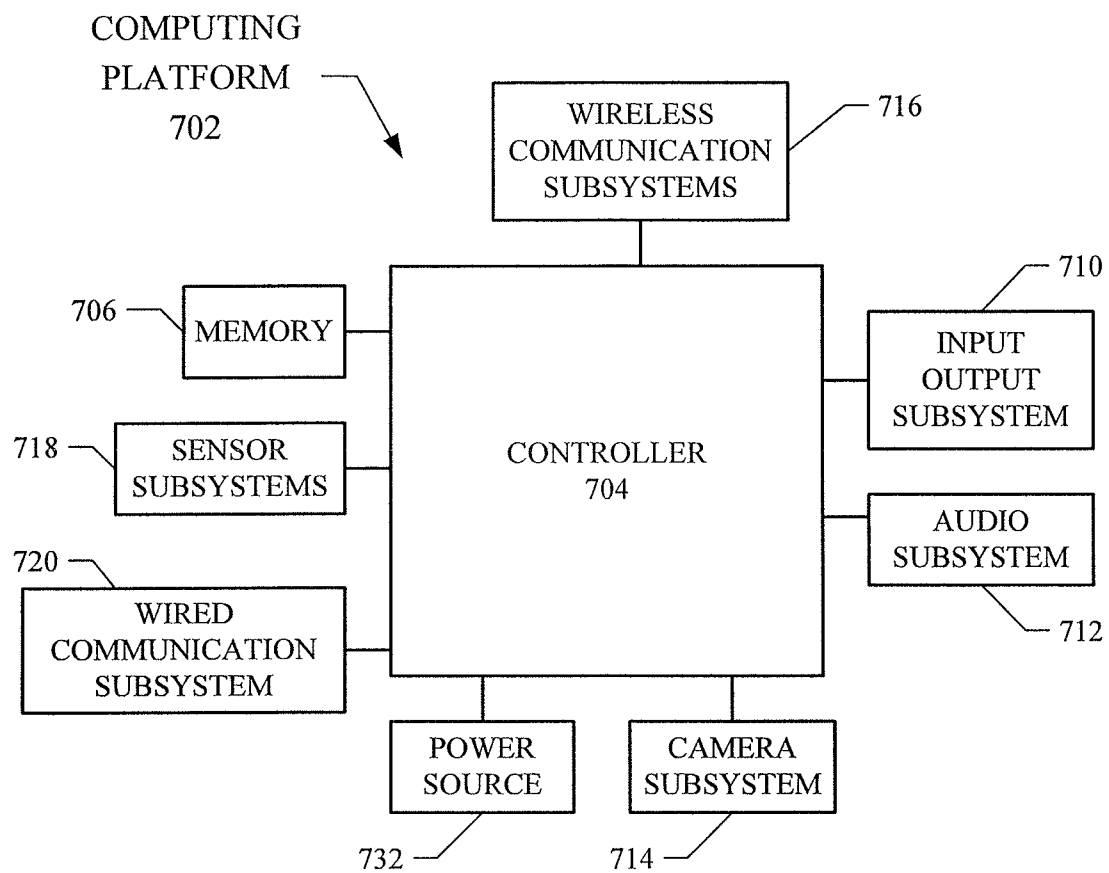 COMPUTING
PLATFORM
702
WIRELESS
COMMUNICATION
SUBSYSTEMS
716
706
MEMORY
710
INPUT
OUTPUT
SUBSYSTEM
718
SENSOR
SUBSYSTEMS
CONTROLLER
704
AUDIO
SUBSYSTEM
712
720
WIRED
COMMUNICATION
SUBSYSTEM
POWER
SOURCE
732
CAMERA
SUBSYSTEM
714